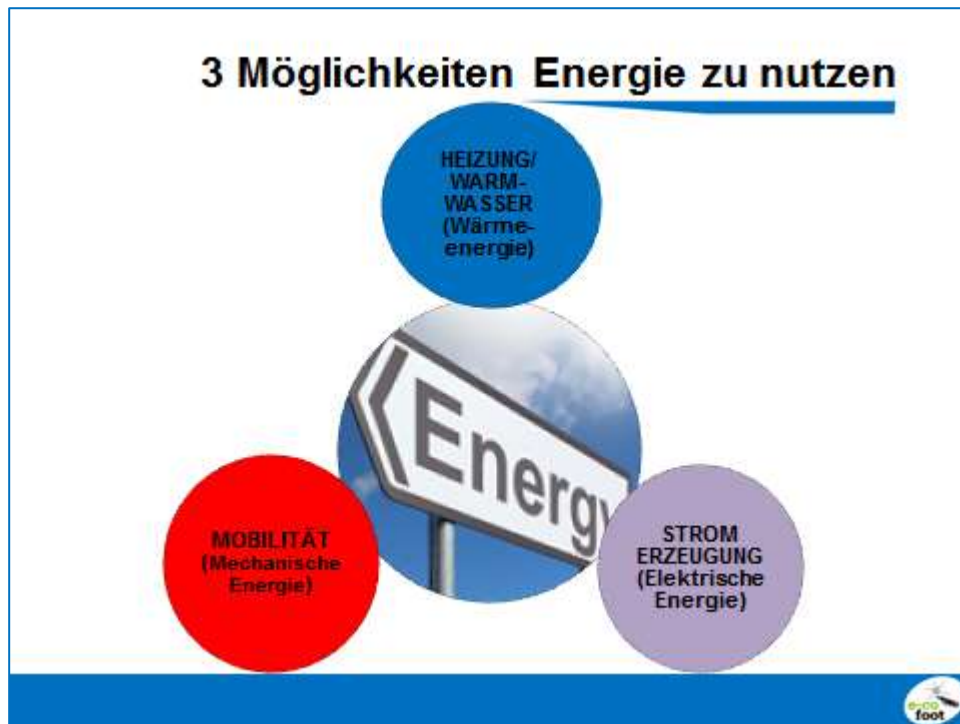 3 Möglichkeiten Energie zu nutzen
HEIZUNG/
WARM-
WASSER
(Wärme-
energie)
Energy
MOBILITÄT
(Mechanische
Energie)
STROM
ERZEUGUNG
(Elektrische
Energie)
e-co
foot